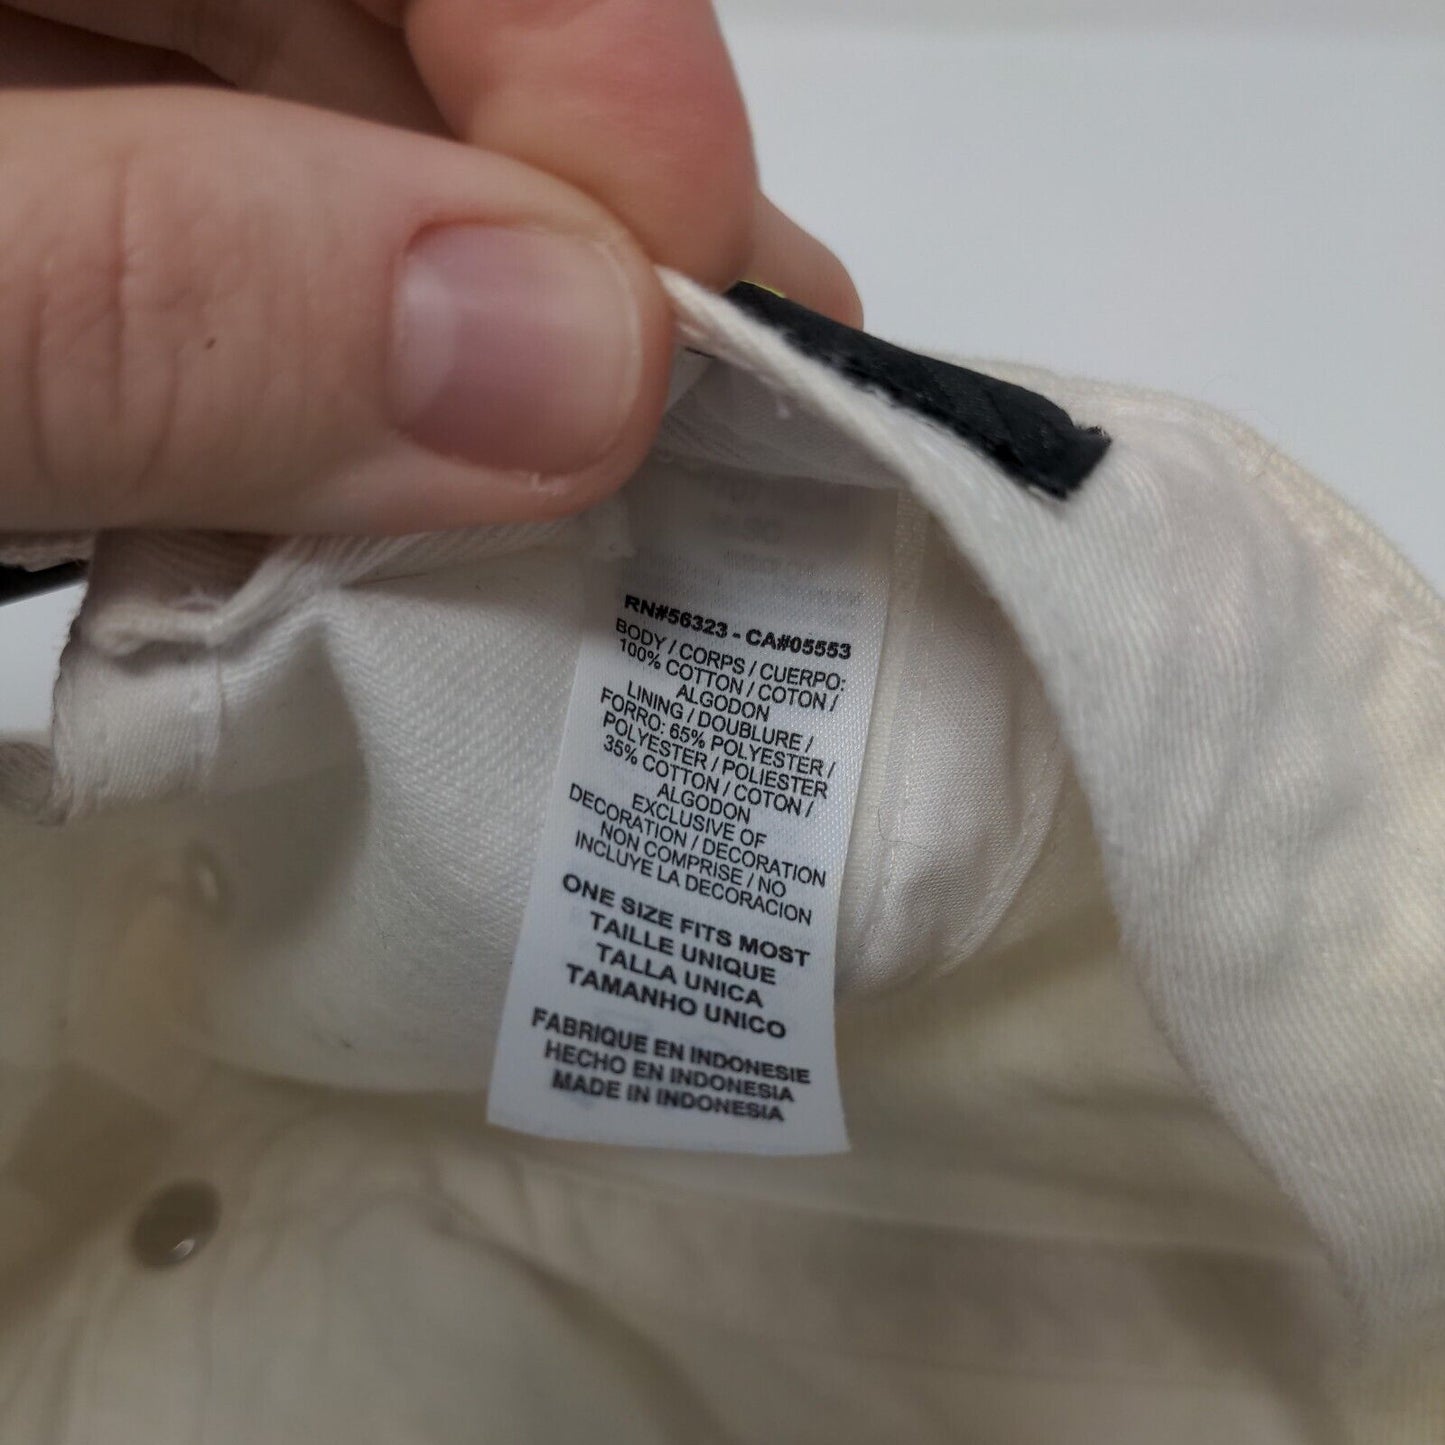 RN#56323 - CA#05553
BODY / CORPS / CUERPO:
100% COTTON / COTON /
ALGODON
LINING / DOUBLURE /
FORRO: 65% POLYESTER /
POLYESTER / POLIESTER
35% COTTON / COTON /
ALGODON
EXCLUSIVE OF
DECORATION / DECORATION
NON COMPRISE / NO
INCLUYE LA DECORACION
ONE SIZE FITS MOST
TAILLE UNIQUE
TALLA UNICA
TAMANHO UNICO
FABRIQUE EN INDONESIE
HECHO EN INDONESIA
MADE IN INDONESIA